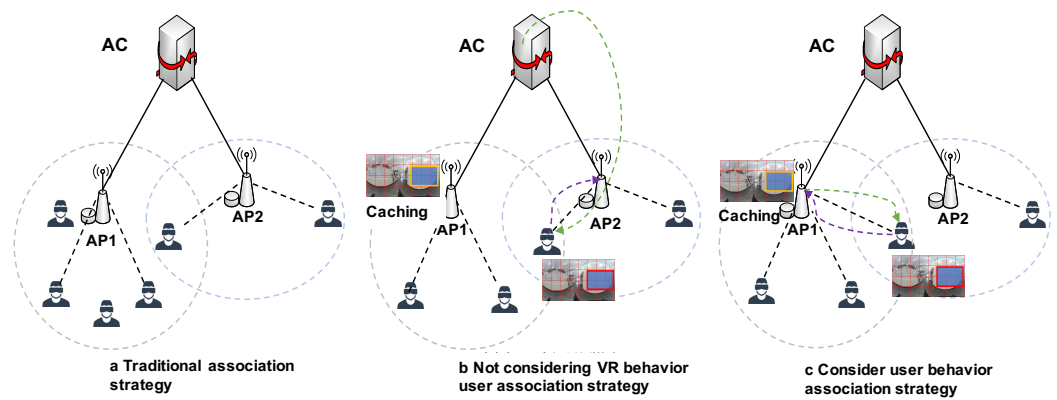 AC
AP1
AP2
a Traditional association
strategy
AC
Caching
AP1
AP2
b Not considering VR behavior
user association strategy
AC
Caching
AP1
AP2
c Consider user behavior
association strategy